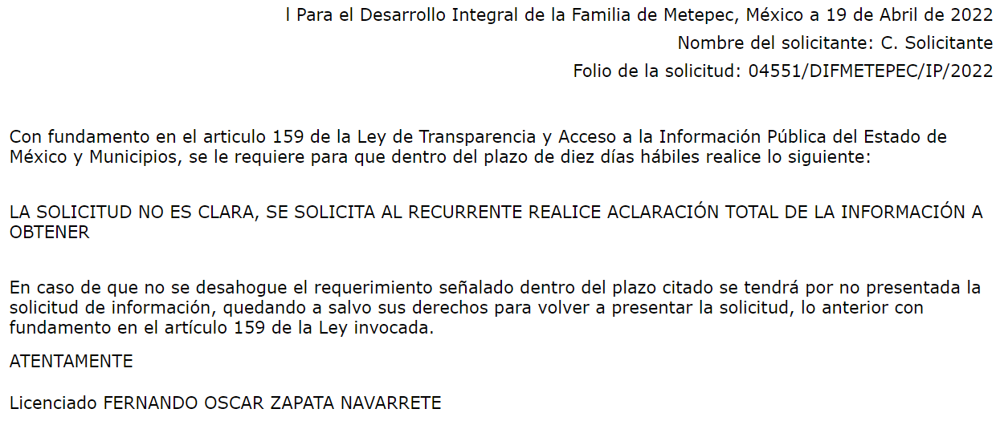 l Para el Desarrollo Integral de la Familia de Metepec, México a 19 de Abril de 2022
Nombre del solicitante: C. Solicitante
Folio de la solicitud: 04551/DIFMETEPEC/IP/2022
Con fundamento en el articulo 159 de la Ley de Transparencia y Acceso a la Información Pública del Estado de
México y Municipios, se le requiere para que dentro del plazo de diez días hábiles realice lo siguiente:
LA SOLICITUD NO ES CLARA, SE SOLICITA AL RECURRENTE REALICE ACLARACIÓN TOTAL DE LA INFORMACIÓN A
OBTENER
En caso de que no se desahogue el requerimiento señalado dentro del plazo citado se tendrá por no presentada la
solicitud de información, quedando a salvo sus derechos para volver a presentar la solicitud, lo anterior con
fundamento en el artículo 159 de la Ley invocada.
ATENTAMENTE
Licenciado FERNANDO OSCAR ZAPATA NAVARRETE